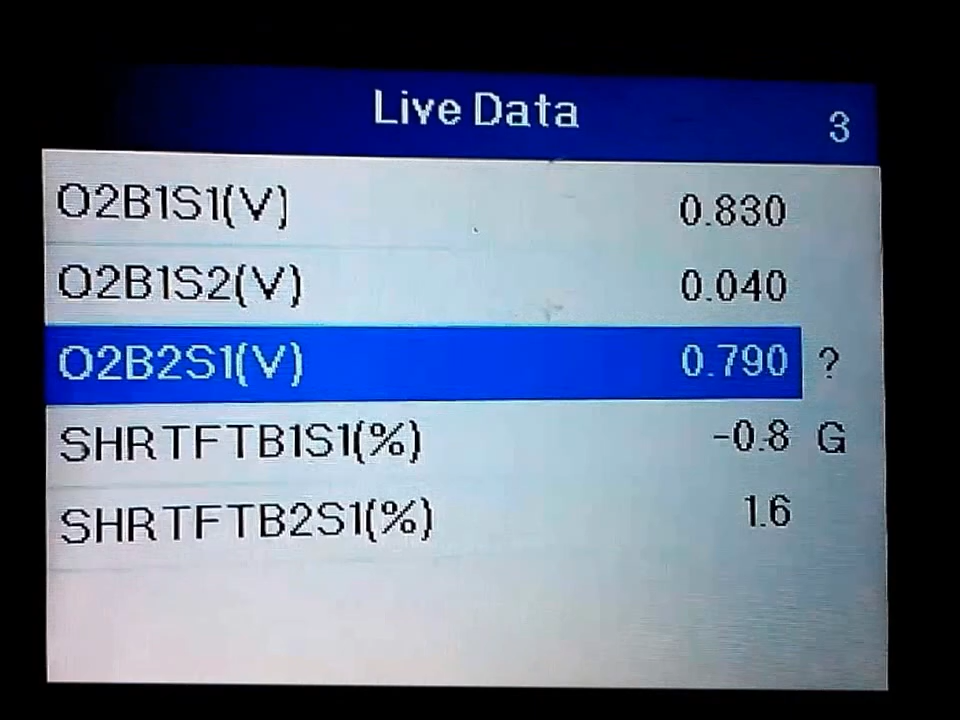 Live Data 3
O2B1S1(V) 0.830
O2B1S2(V) 0.040
O2B2S1(V) 0.790 ?
SHRTFTB1S1(%) -0.8 G
SHRTFTB2S1(%) 1.6